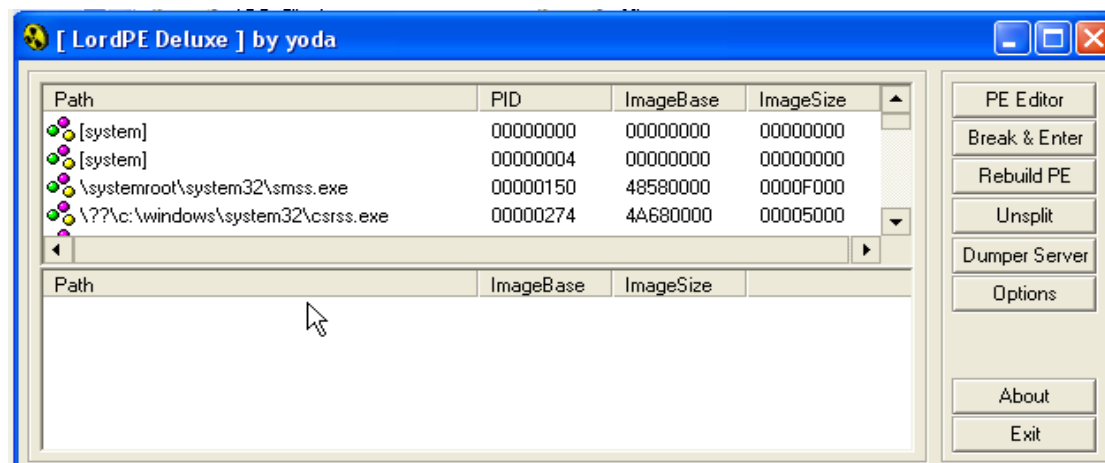 [ LordPE Deluxe ] by yoda
Path PID ImageBase ImageSize
[system] 00000000 00000000 00000000
[system] 00000004 00000000 00000000
\systemroot\system32\smss.exe 00000150 48580000 0000F000
\??\c:\windows\system32\csrss.exe 00000274 4A680000 00005000
Path ImageBase ImageSize
PE Editor
Break & Enter
Rebuild PE
Unsplit
Dumper Server
Options
About
Exit